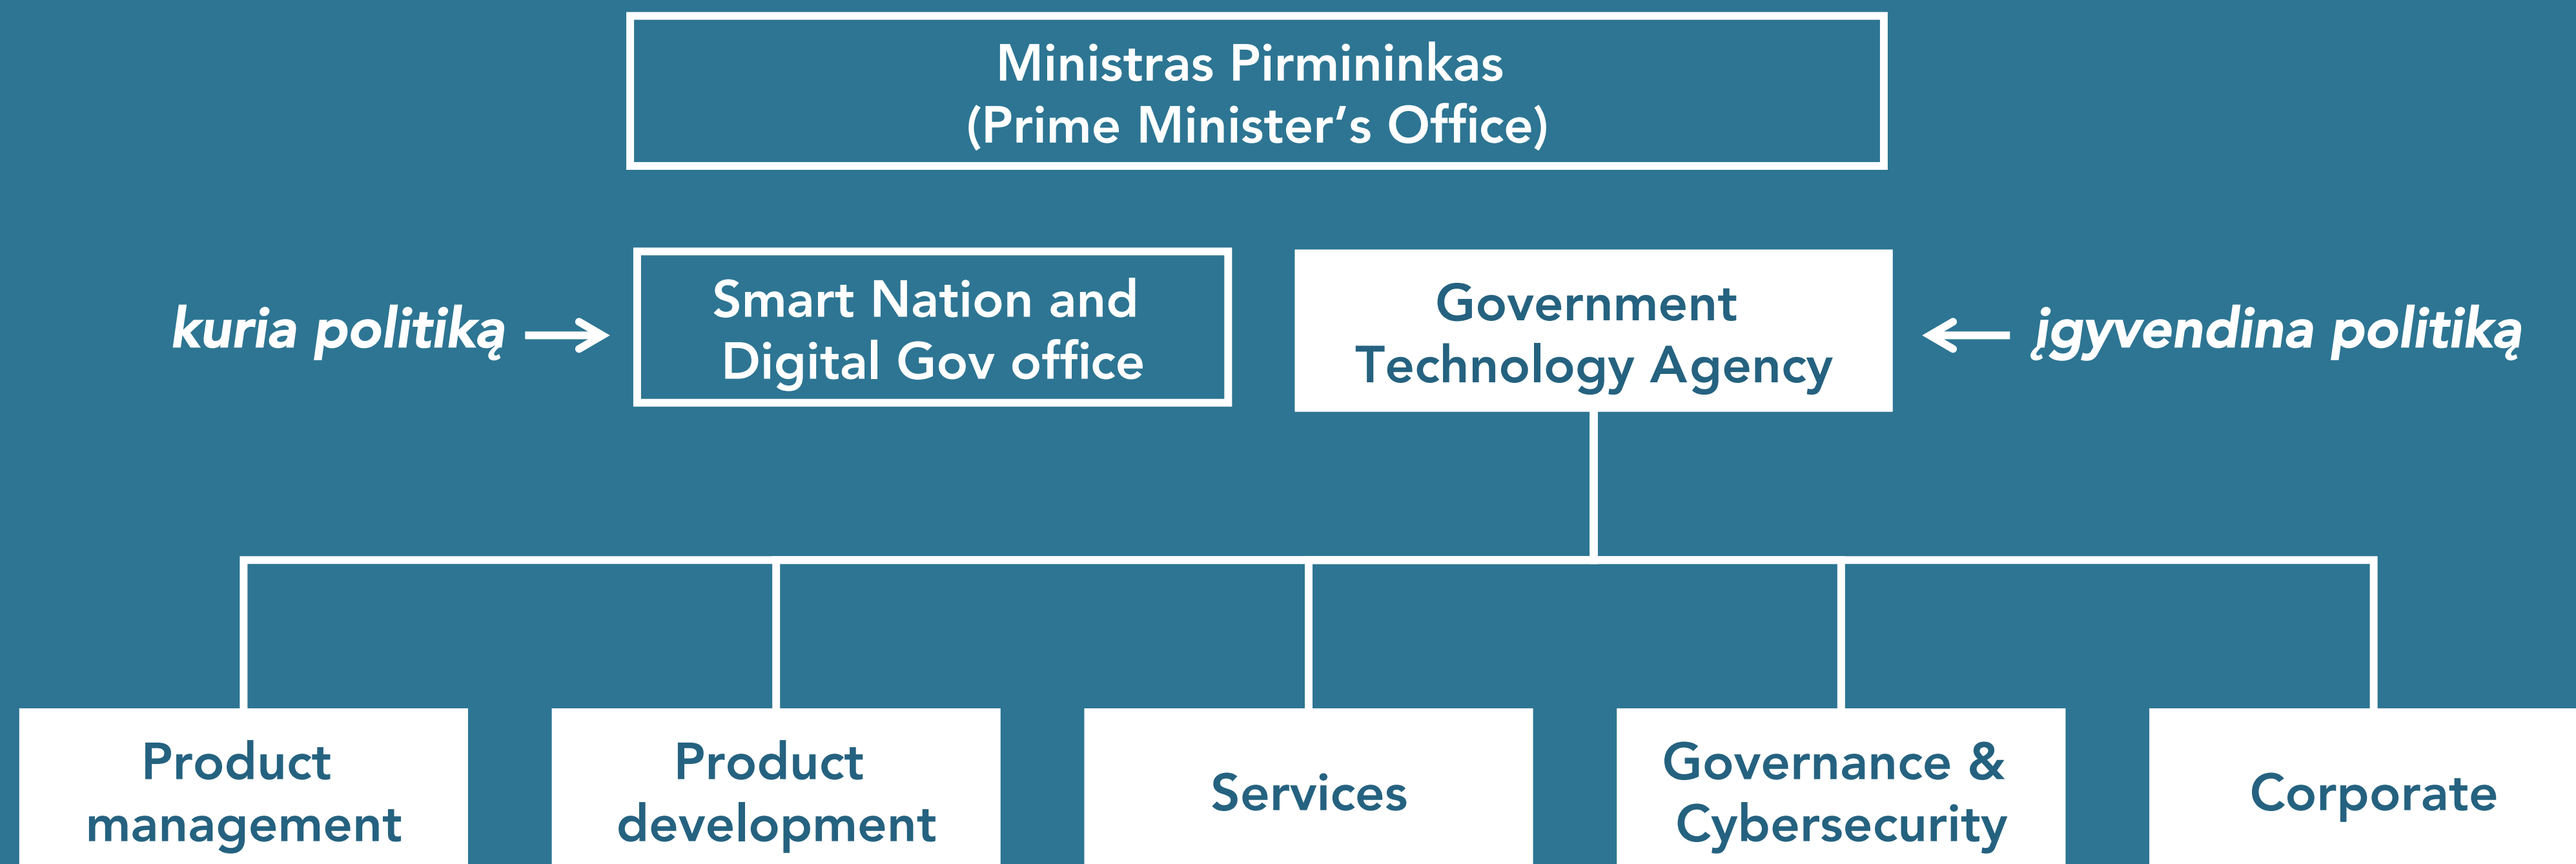 Ministras Pirmininkas
(Prime Minister’s Office)
kuria politiką
Smart Nation and
Digital Gov office
Government
Technology Agency
įgyvendina politiką
Product
management
Product
development
Services
Governance &
Cybersecurity
Corporate